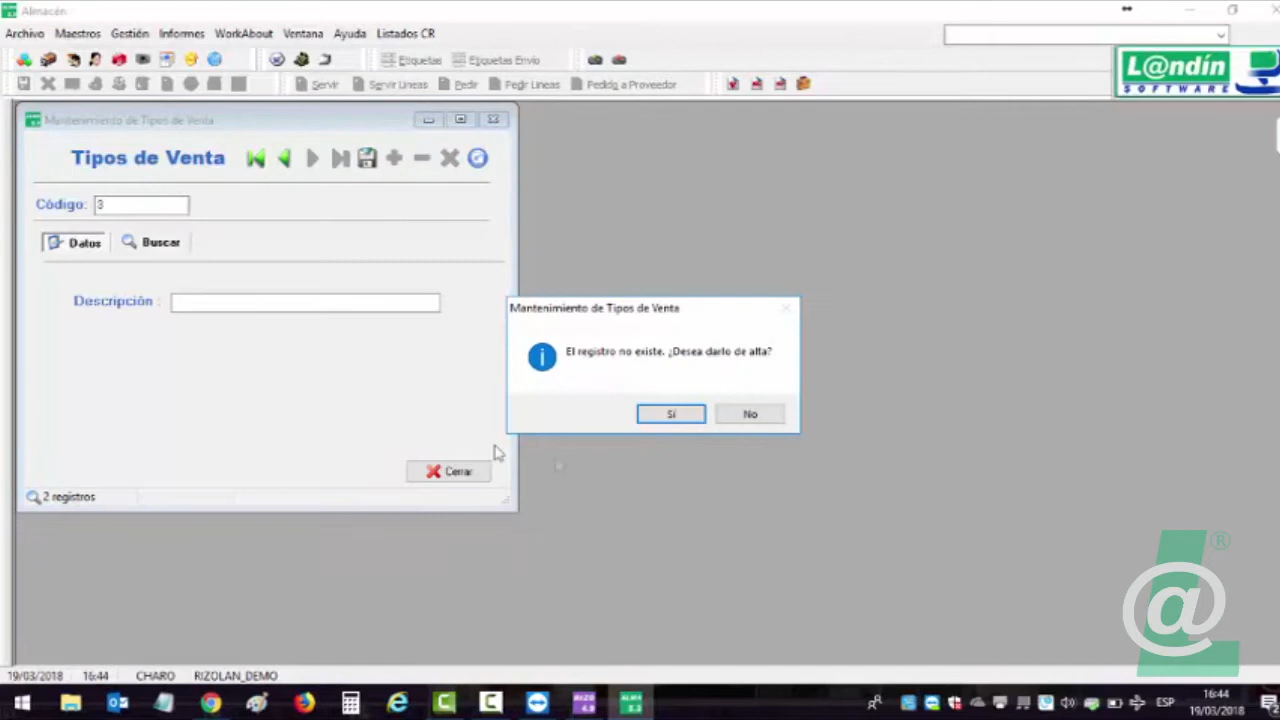 Almacén
Archivo Maestros Gestión Informes WorkAbout Ventana Ayuda Listados CR
Etiquetas Etiquetas Envio
Servir Servir Lineas Pedir Pedir Lineas Pedido a Proveedor
L@ndín
SOFTWARE
Mantenimiento de Tipos de Venta
Tipos de Venta
Código: 3
Datos Buscar
Descripción :
Mantenimiento de Tipos de Venta
El registro no existe. ¿Desea darlo de alta?
Sí No
Cerrar
2 registros
19/03/2018 16:44 CHARO RIZOLAN_DEMO
L@®
ESP
16:44
19/03/2018